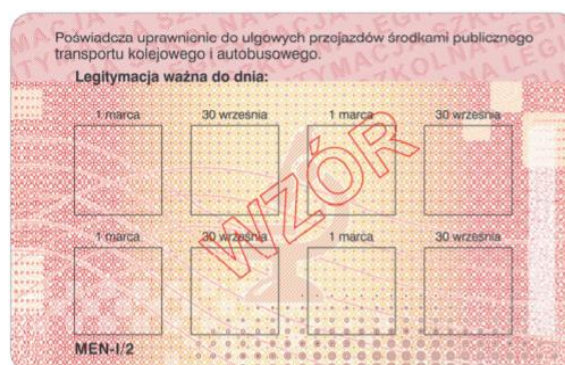 Poświadcza uprawnienie do ulgowych przejazdów środkami publicznego
transportu kolejowego i autobusowego.
Legitymacja ważna do dnia:
1 marca 30 września 1 marca 30 września
WZÓR
1 marca 30 września 1 marca 30 września
MEN-I/2